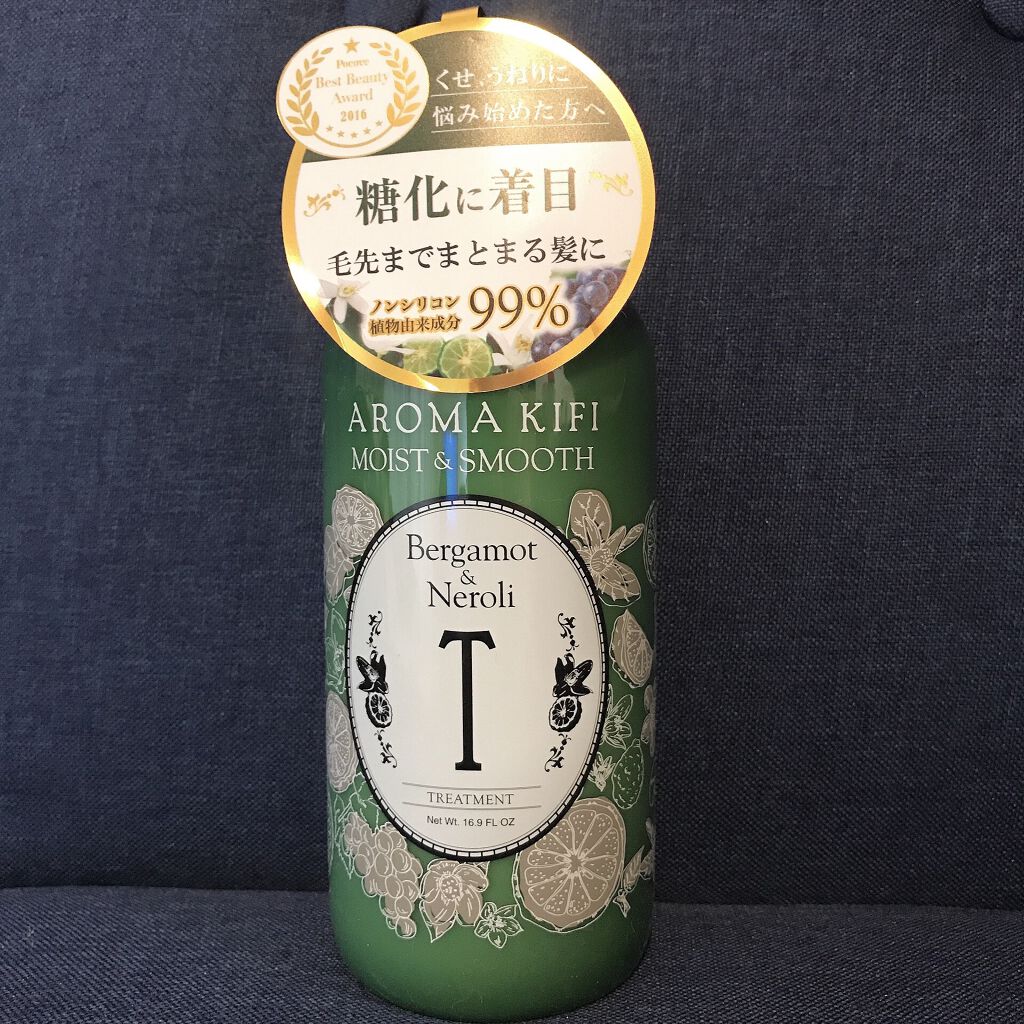 Pococe
Best Beauty
Award
2016
くせ、うねりに
悩み始めた方へ
糖化に着目
毛先までまとまる髪に
ノンシリコン
植物由来成分 99%
AROMA KIFI
MOIST & SMOOTH
Bergamot
&
Neroli
T
TREATMENT
Net Wt. 16.9 FL OZ